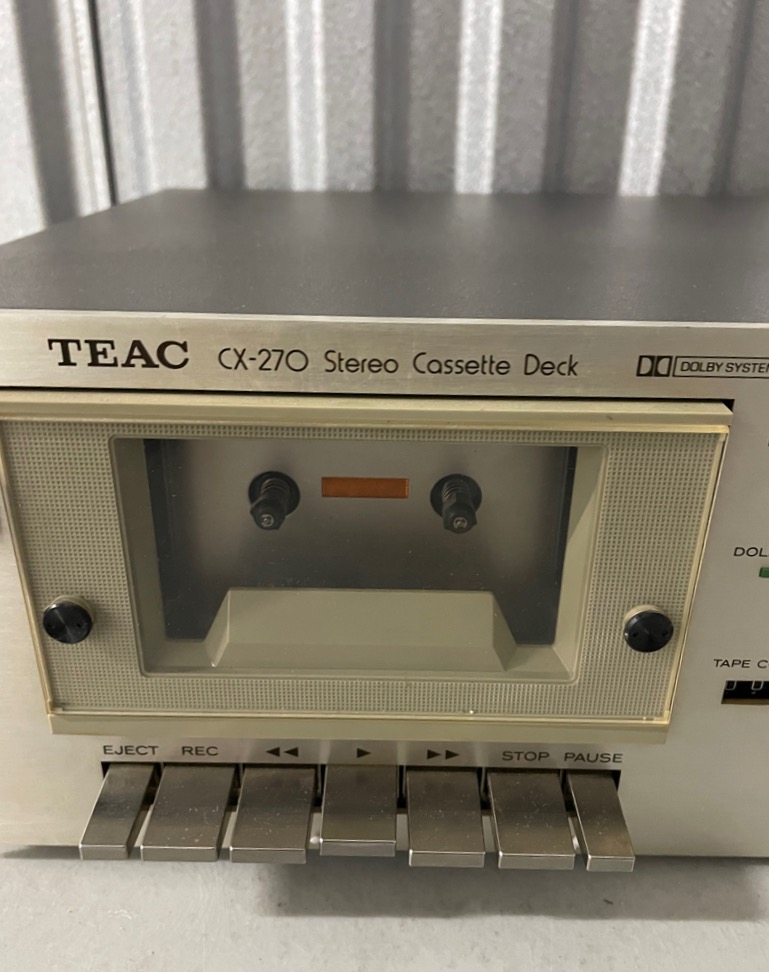 TEAC CX-270 Stereo Cassette Deck DOLBY SYSTEM
EJECT REC ◀◀ ▶ ▶▶ STOP PAUSE